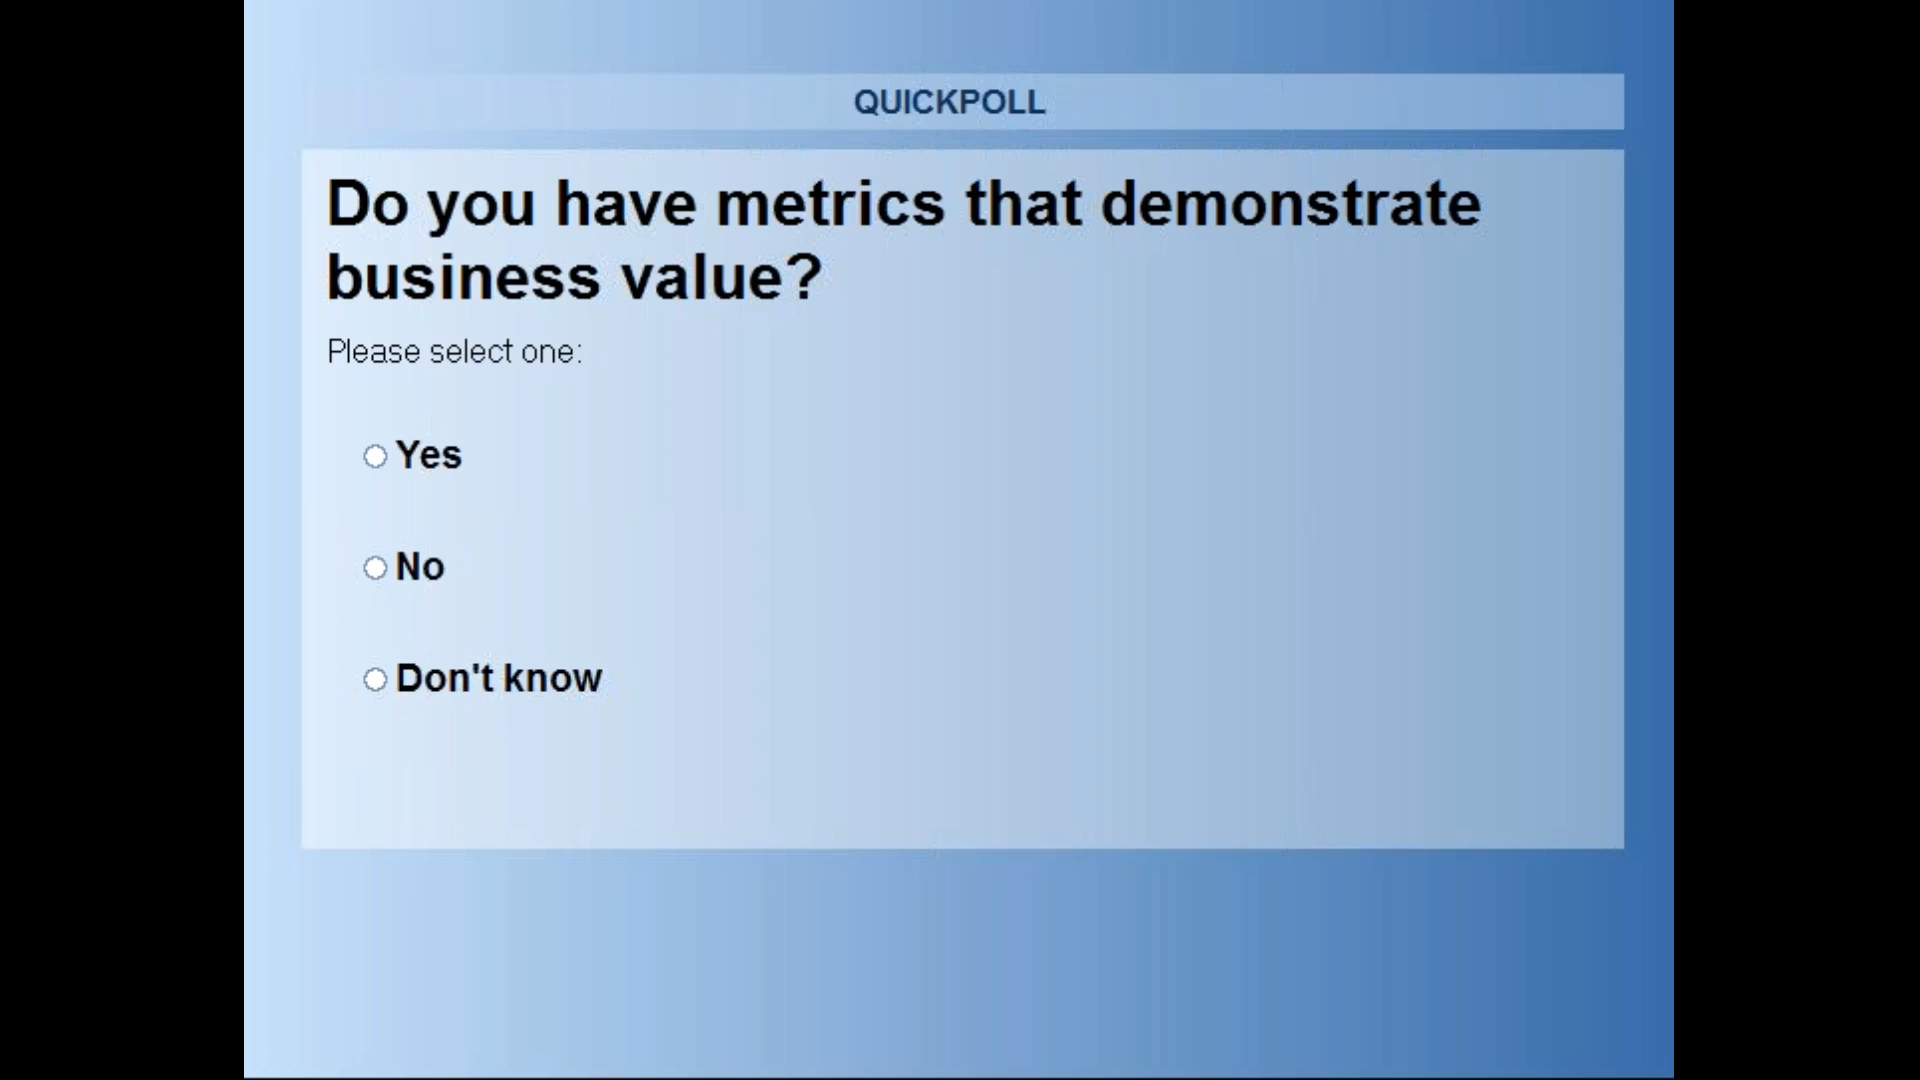 QUICKPOLL
Do you have metrics that demonstrate
business value?
Please select one:
Yes
No
Don't know